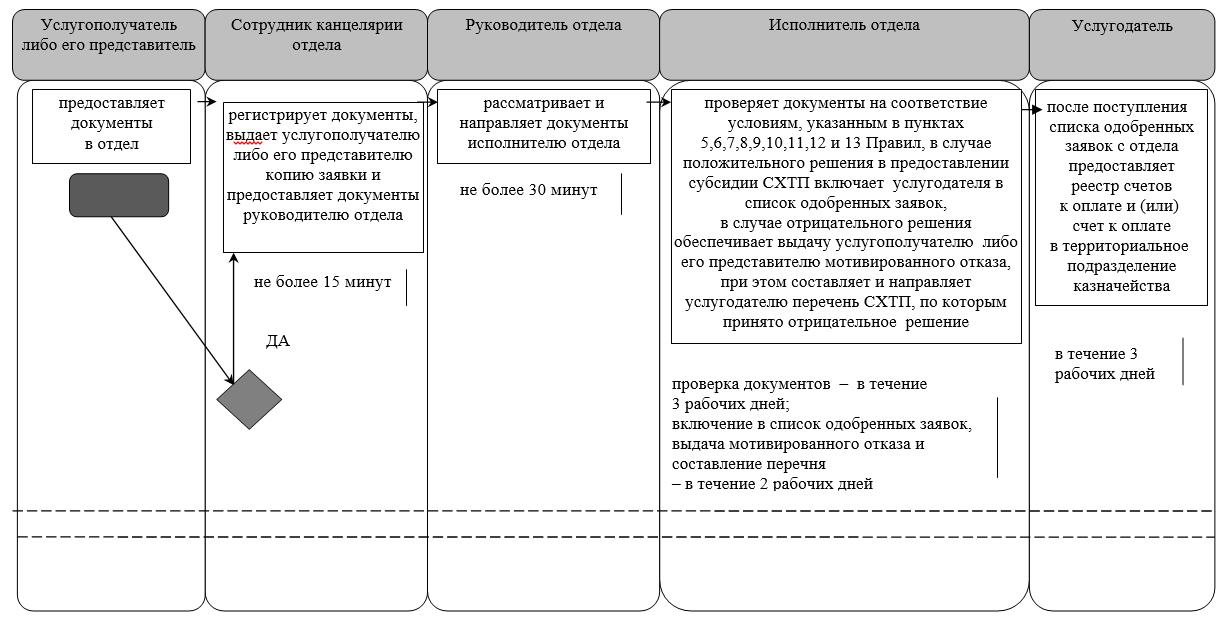 Услугополучатель
либо его представитель
Сотрудник канцелярии
отдела
Руководитель отдела
Исполнитель отдела
Услугодатель
предоставляет
документы
в отдел
регистрирует документы,
выдает услугополучателю
либо его представителю
копию заявки и
предоставляет документы
руководителю отдела
не более 15 минут
ДА
рассматривает и
направляет документы
исполнителю отдела
не более 30 минут
проверяет документы на соответствие
условиям, указанным в пунктах
5,6,7,8,9,10,11,12 и 13 Правил, в случае
положительного решения в предоставлении
субсидии СХТП включает услугодателя в
список одобренных заявок,
в случае отрицательного решения
обеспечивает выдачу услугополучателю либо
его представителю мотивированного отказа,
при этом составляет и направляет
услугодателю перечень СХТП, по которым
принято отрицательное решение
проверка документов – в течение
3 рабочих дней;
включение в список одобренных заявок,
выдача мотивированного отказа и
составление перечня
– в течение 2 рабочих дней
после поступления
списка одобренных
заявок с отдела
предоставляет
реестр счетов
к оплате и (или)
счет к оплате
в территориальное
подразделение
казначейства
в течение 3
рабочих дней